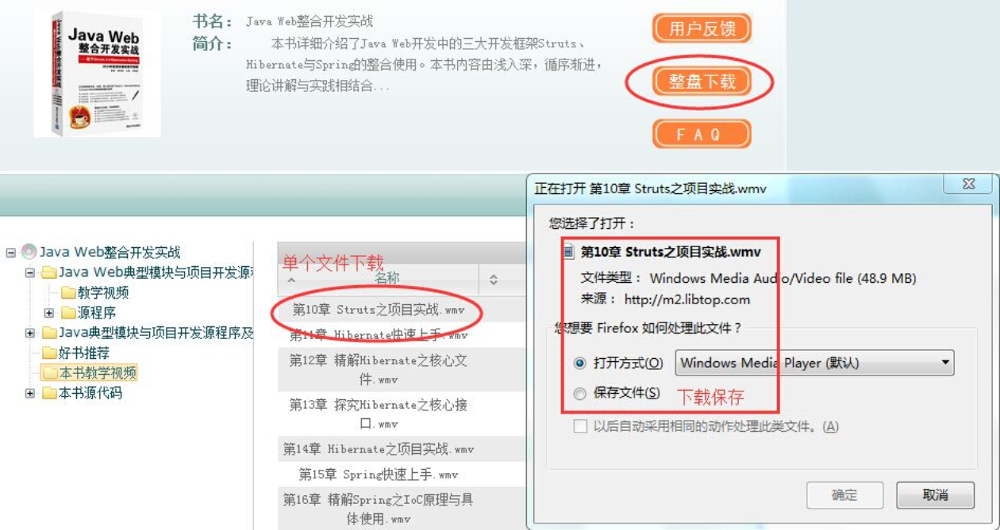 Java Web
整合开发实战
书名： Java Web整合开发实战
简介： 本书详细介绍了Java Web开发中的三大开发框架Struts、
Hibernate与Spring的整合使用。本书内容由浅入深，循序渐进，
理论讲解与实践相结合...
用户反馈
整盘下载
FAQ
Java Web整合开发实战
Java Web典型模块与项目开发源
教学视频
源程序
Java典型模块与项目开发源程序及
好书推荐
本书教学视频
本书源代码
单个文件下载
名称
第10章 Struts之项目实战.wmv
第11章 Hibernate快速上手.wmv
第12章 精解Hibernate之核心文
件.wmv
第13章 探究Hibernate之核心接
口.wmv
第14章 Hibernate之项目实战.wmv
第15章 Spring快速上手.wmv
第16章 精解Spring之IoC原理与具
体使用.wmv
正在打开 第10章 Struts之项目实战.wmv
您选择了打开：
第10章 Struts之项目实战.wmv
文件类型： Windows Media Audio/Video file (48.9 MB)
来源： http://m2.libtop.com
您想要 Firefox 如何处理此文件？
打开方式(O) Windows Media Player (默认)
保存文件(S) 下载保存
以后自动采用相同的动作处理此类文件。(A)
确定 取消